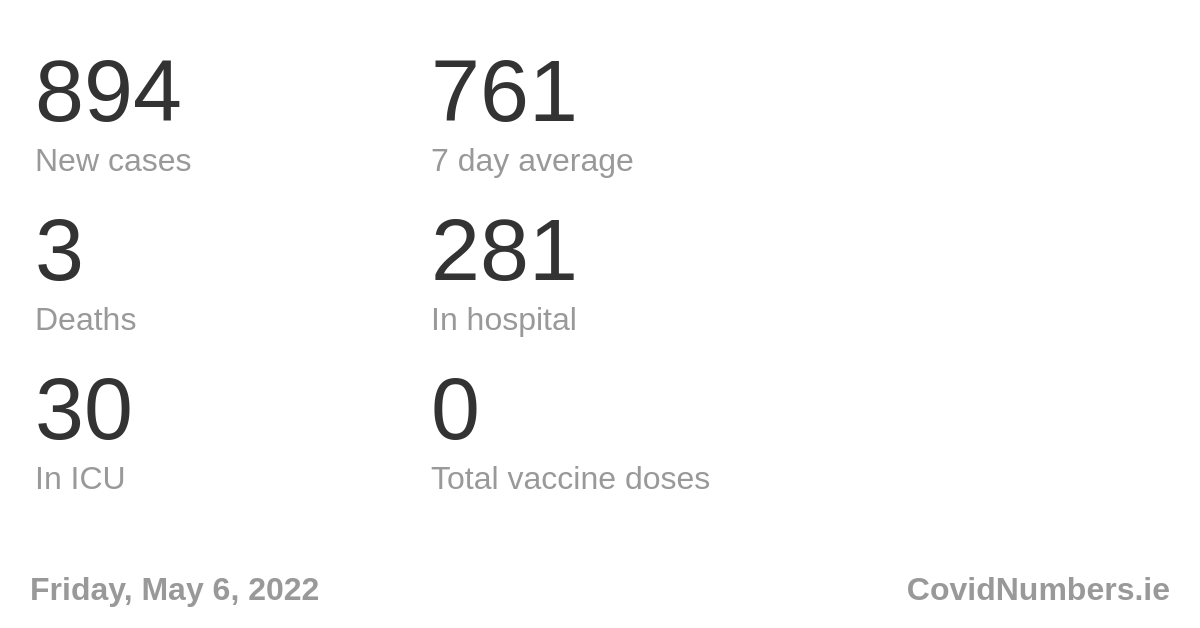 894
New cases
761
7 day average
3
Deaths
281
In hospital
30
In ICU
0
Total vaccine doses
Friday, May 6, 2022
CovidNumbers.ie